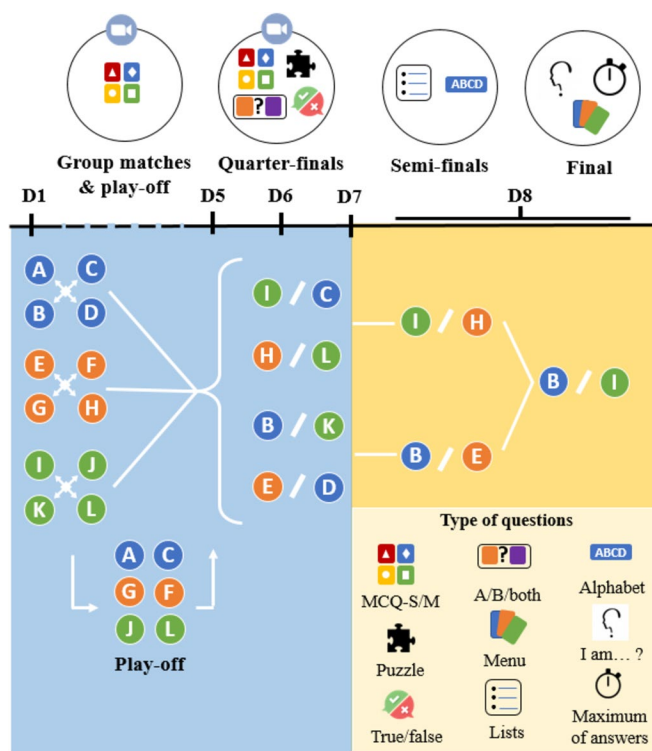 ?
ABCD
?
Group matches
& play-off
Quarter-finals
Semi-finals
Final
D1
D5
D6
D7
D8
A C
B D
E F
G H
I J
K L
I / C
H / L
B / K
E / D
I / H
B / E
B / I
A C
G F
J L
Play-off
Type of questions
?
ABCD
MCQ-S/M
A/B/both
Alphabet
?
Puzzle
Menu
I am… ?
True/false
Lists
Maximum
of answers